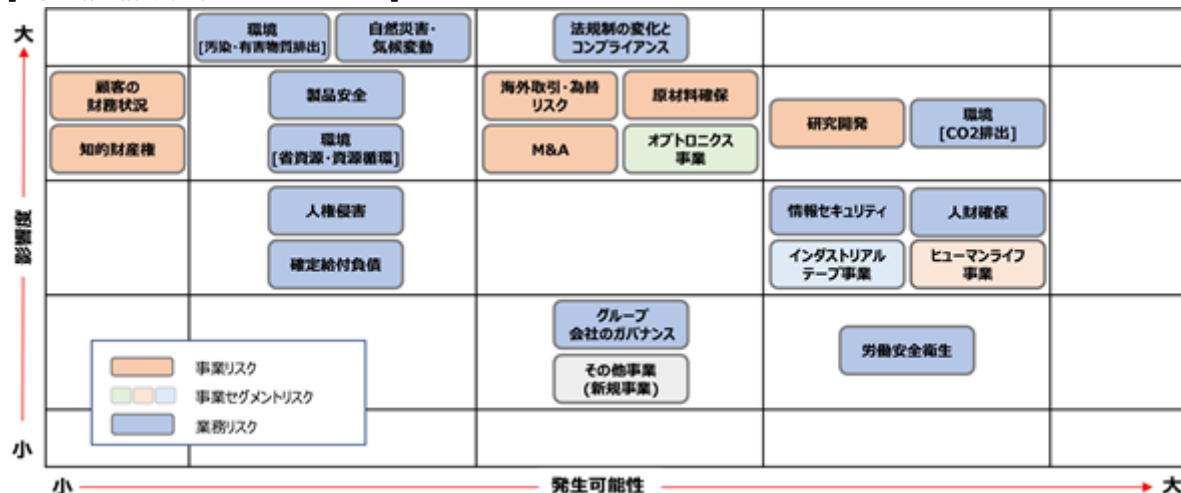 大
環境
[汚染・有害物質排出]
自然災害・
気候変動
法規制の変化と
コンプライアンス
顧客の
財務状況
製品安全
海外取引・為替
リスク
原材料確保
研究開発
環境
[CO2排出]
知的財産権
環境
[省資源・資源循環]
M&A
オプトロニクス
事業
影響度
人権侵害
情報セキュリティ
人財確保
確定給付負債
インダストリアル
テープ事業
ヒューマンライフ
事業
グループ
会社のガバナンス
労働安全衛生
その他事業
(新規事業)
事業リスク
事業セグメントリスク
業務リスク
小
小
発生可能性
大